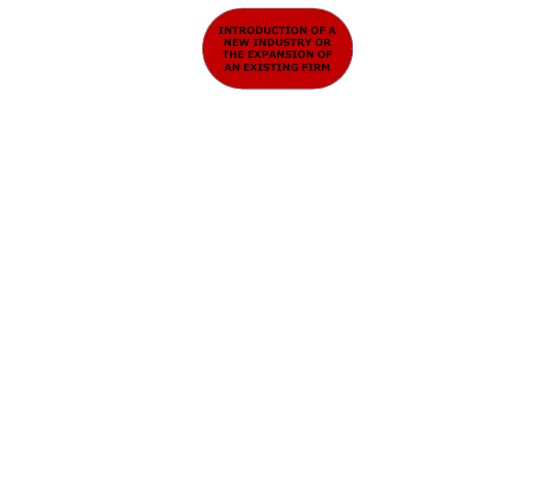 INTRODUCTION OF A
NEW INDUSTRY OR
THE EXPANSION OF
AN EXISTING FIRM